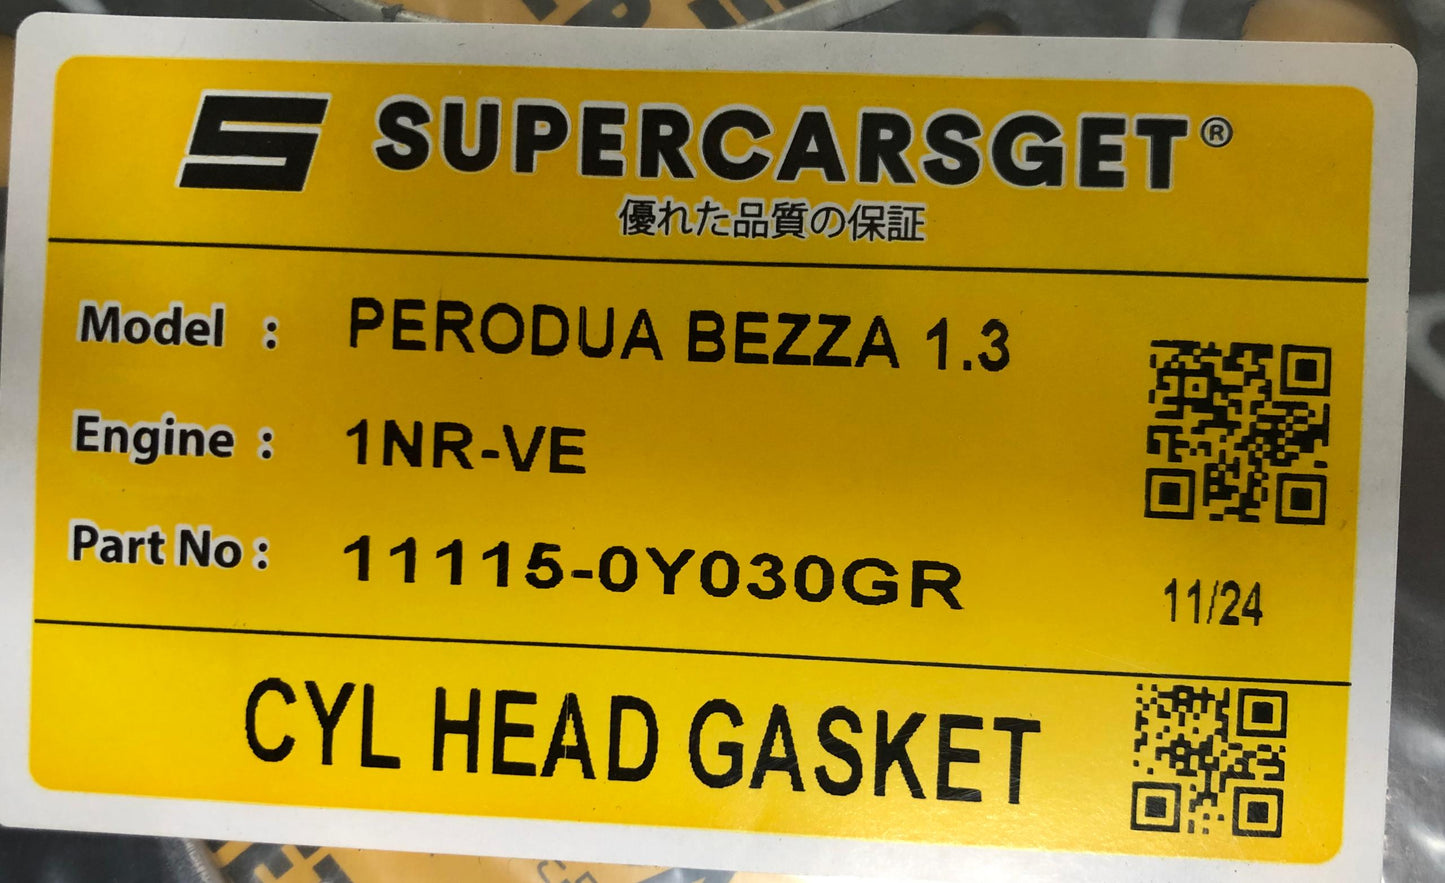 SUPERCARSGET®
優れた品質の保証
Model : PERODUA BEZZA 1.3
Engine : 1NR-VE
Part No : 11115-0Y030GR
11/24
CYL HEAD GASKET